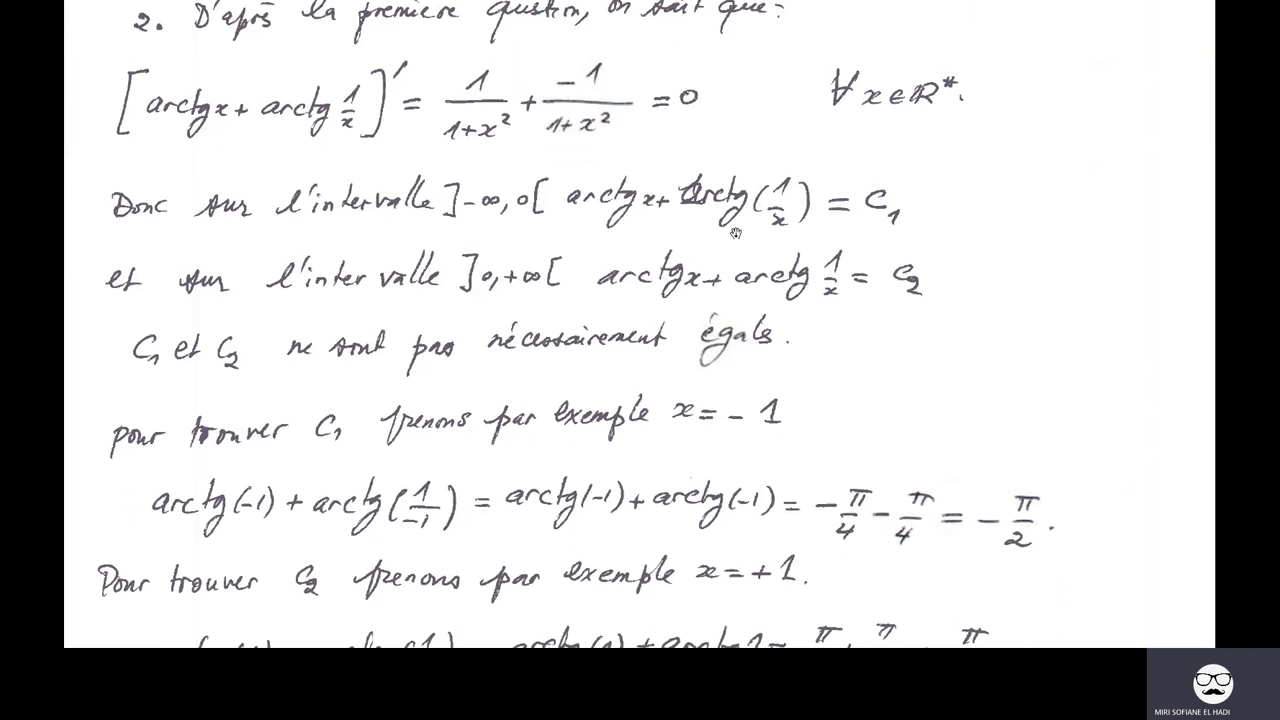 2. D'après la première qustion, on sait que:
[arctg x + arctg 1/x]' = 1/(1+x²) + -1/(1+x²) = 0 ∀ x ∈ ℝ*.
Donc sur l'intervalle ]-∞, 0[ arctg x + arctg(1/x) = C₁
et sur l'intervalle ]0, +∞[ arctg x + arctg 1/x = C₂
C₁ et C₂ ne sont pas nécessairement égals.
pour trouver C₁ prenons par exemple x = - 1
arctg(-1) + arctg(1/-1) = arctg(-1) + arctg(-1) = -π/4 - π/4 = - π/2.
Pour trouver C₂ prenons par exemple x = +1.
MIRI SOFIANE EL HADI